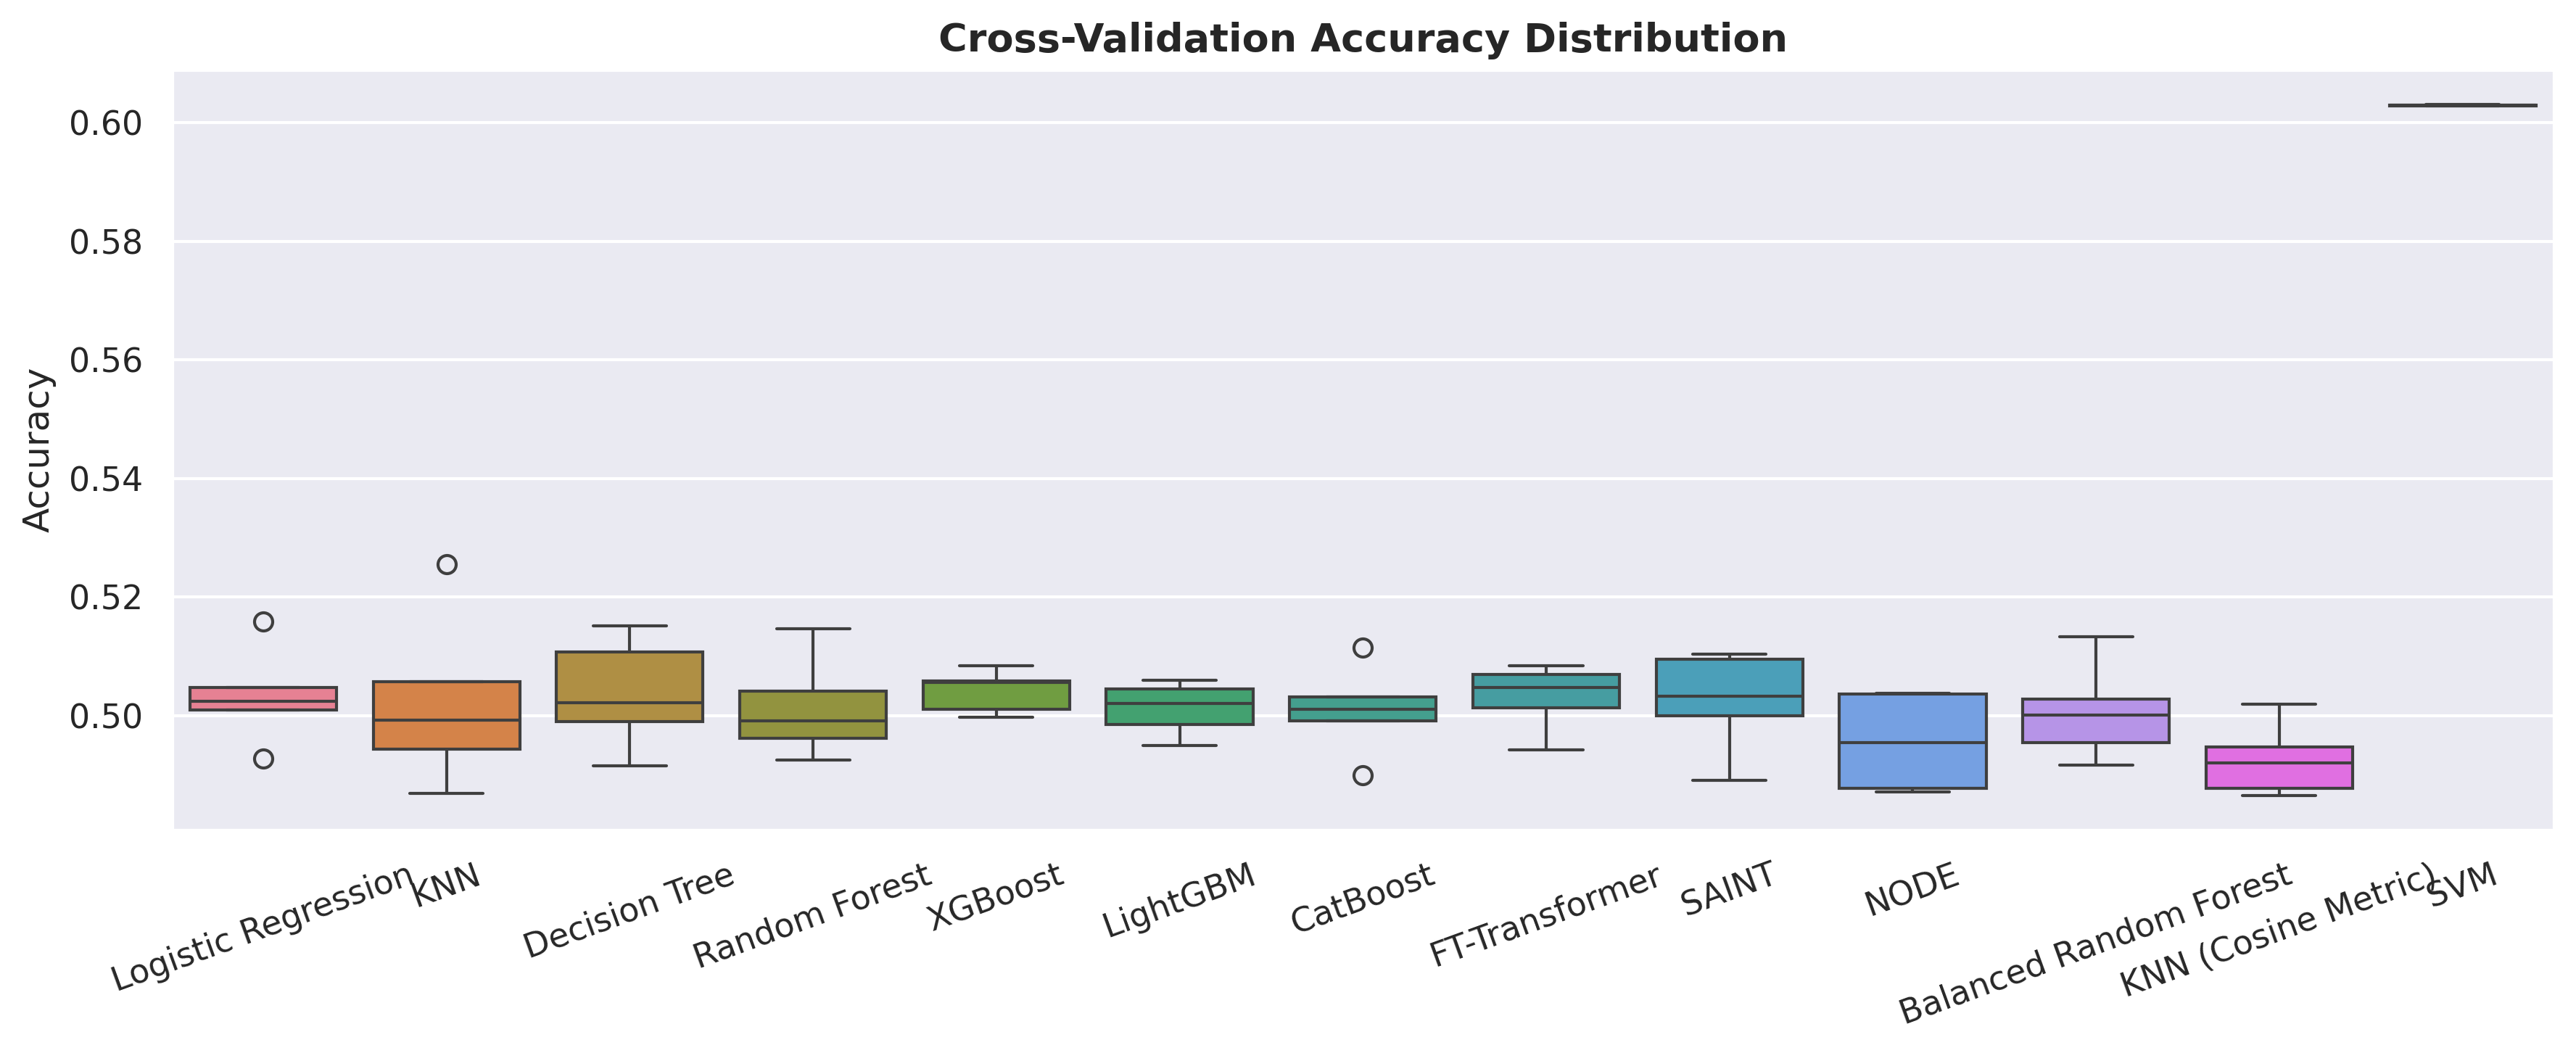 Cross-Validation Accuracy Distribution
Accuracy
0.60
0.58
0.56
0.54
0.52
0.50
Logistic Regression
KNN
Decision Tree
Random Forest
XGBoost
LightGBM
CatBoost
FT-Transformer
SAINT
NODE
Balanced Random Forest
KNN (Cosine Metric)
SVM